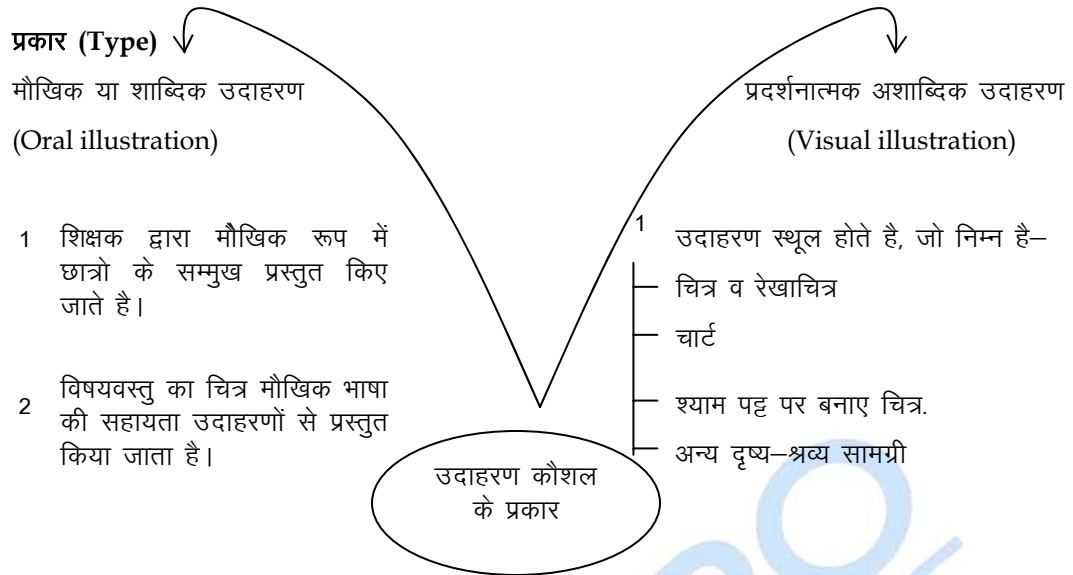 प्रकार (Type)
मौखिक या शाब्दिक उदाहरण
(Oral illustration)
1 शिक्षक द्वारा मौखिक रूप में
छात्रो के सम्मुख प्रस्तुत किए
जाते है।
2 विषयवस्तु का चित्र मौखिक भाषा
की सहायता उदाहरणों से प्रस्तुत
किया जाता है।
प्रदर्शनात्मक अशाब्दिक उदाहरण
(Visual illustration)
1 उदाहरण स्थूल होते है, जो निम्न है–
चित्र व रेखाचित्र
चार्ट
श्याम पट्ट पर बनाए चित्र.
अन्य दृष्य–श्रव्य सामग्री
उदाहरण कौशल
के प्रकार